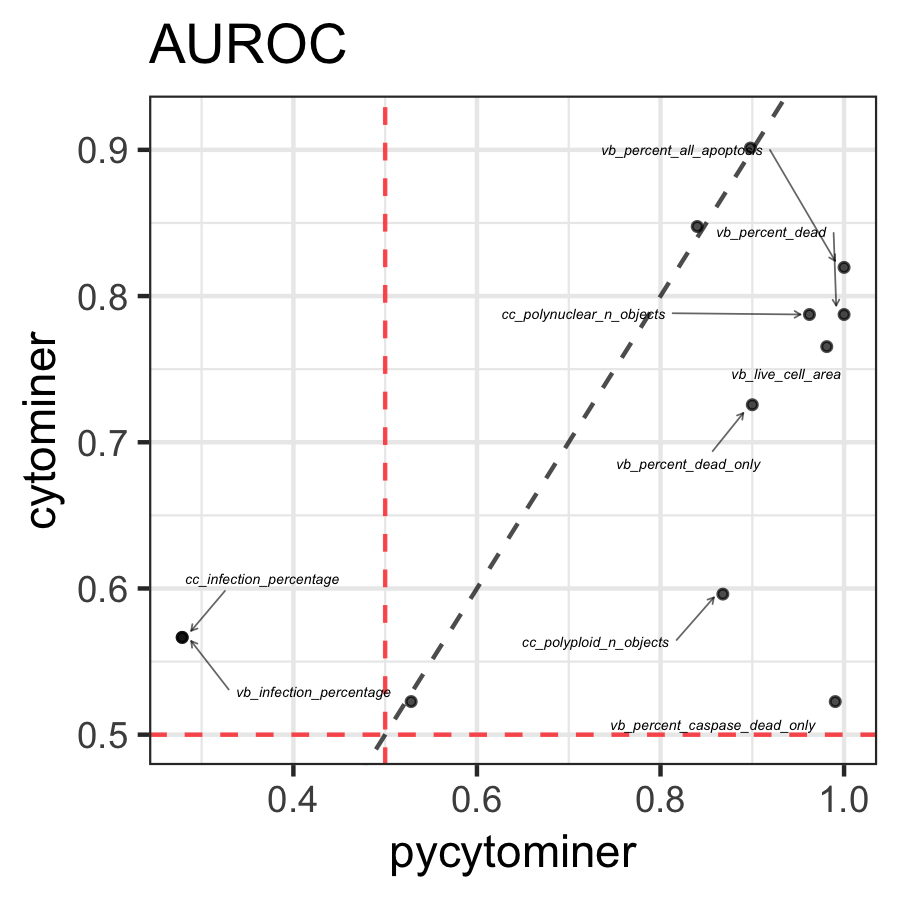 AUROC
0.9
vb_percent_all_apoptosis
vb_percent_dead
0.8
cc_polynuclear_n_objects
vb_live_cell_area
0.7
vb_percent_dead_only
cytominer
0.6
cc_infection_percentage
cc_polyploid_n_objects
vb_infection_percentage
vb_percent_caspase_dead_only
0.5
0.4 0.6 0.8 1.0
pycytominer